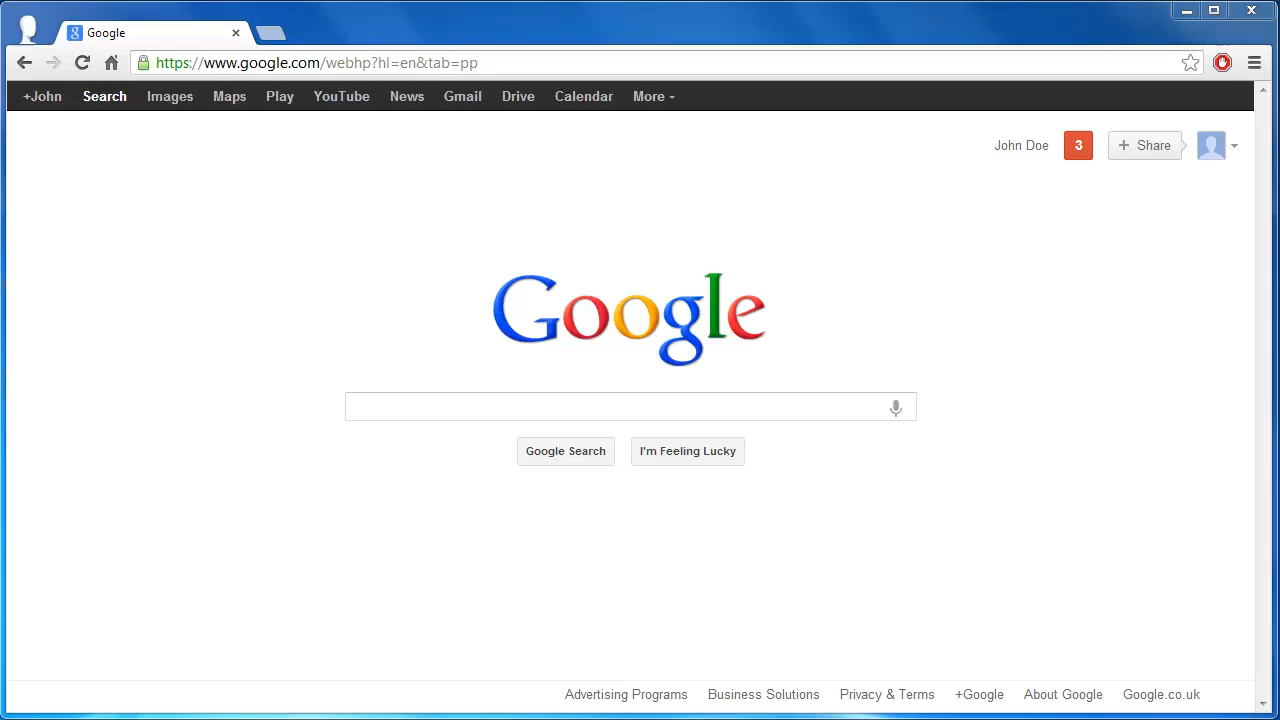 Google
https://www.google.com/webhp?hl=en&tab=pp
+John Search Images Maps Play YouTube News Gmail Drive Calendar More
John Doe 3 + Share
Google
Google Search I'm Feeling Lucky
Advertising Programs Business Solutions Privacy & Terms +Google About Google Google.co.uk